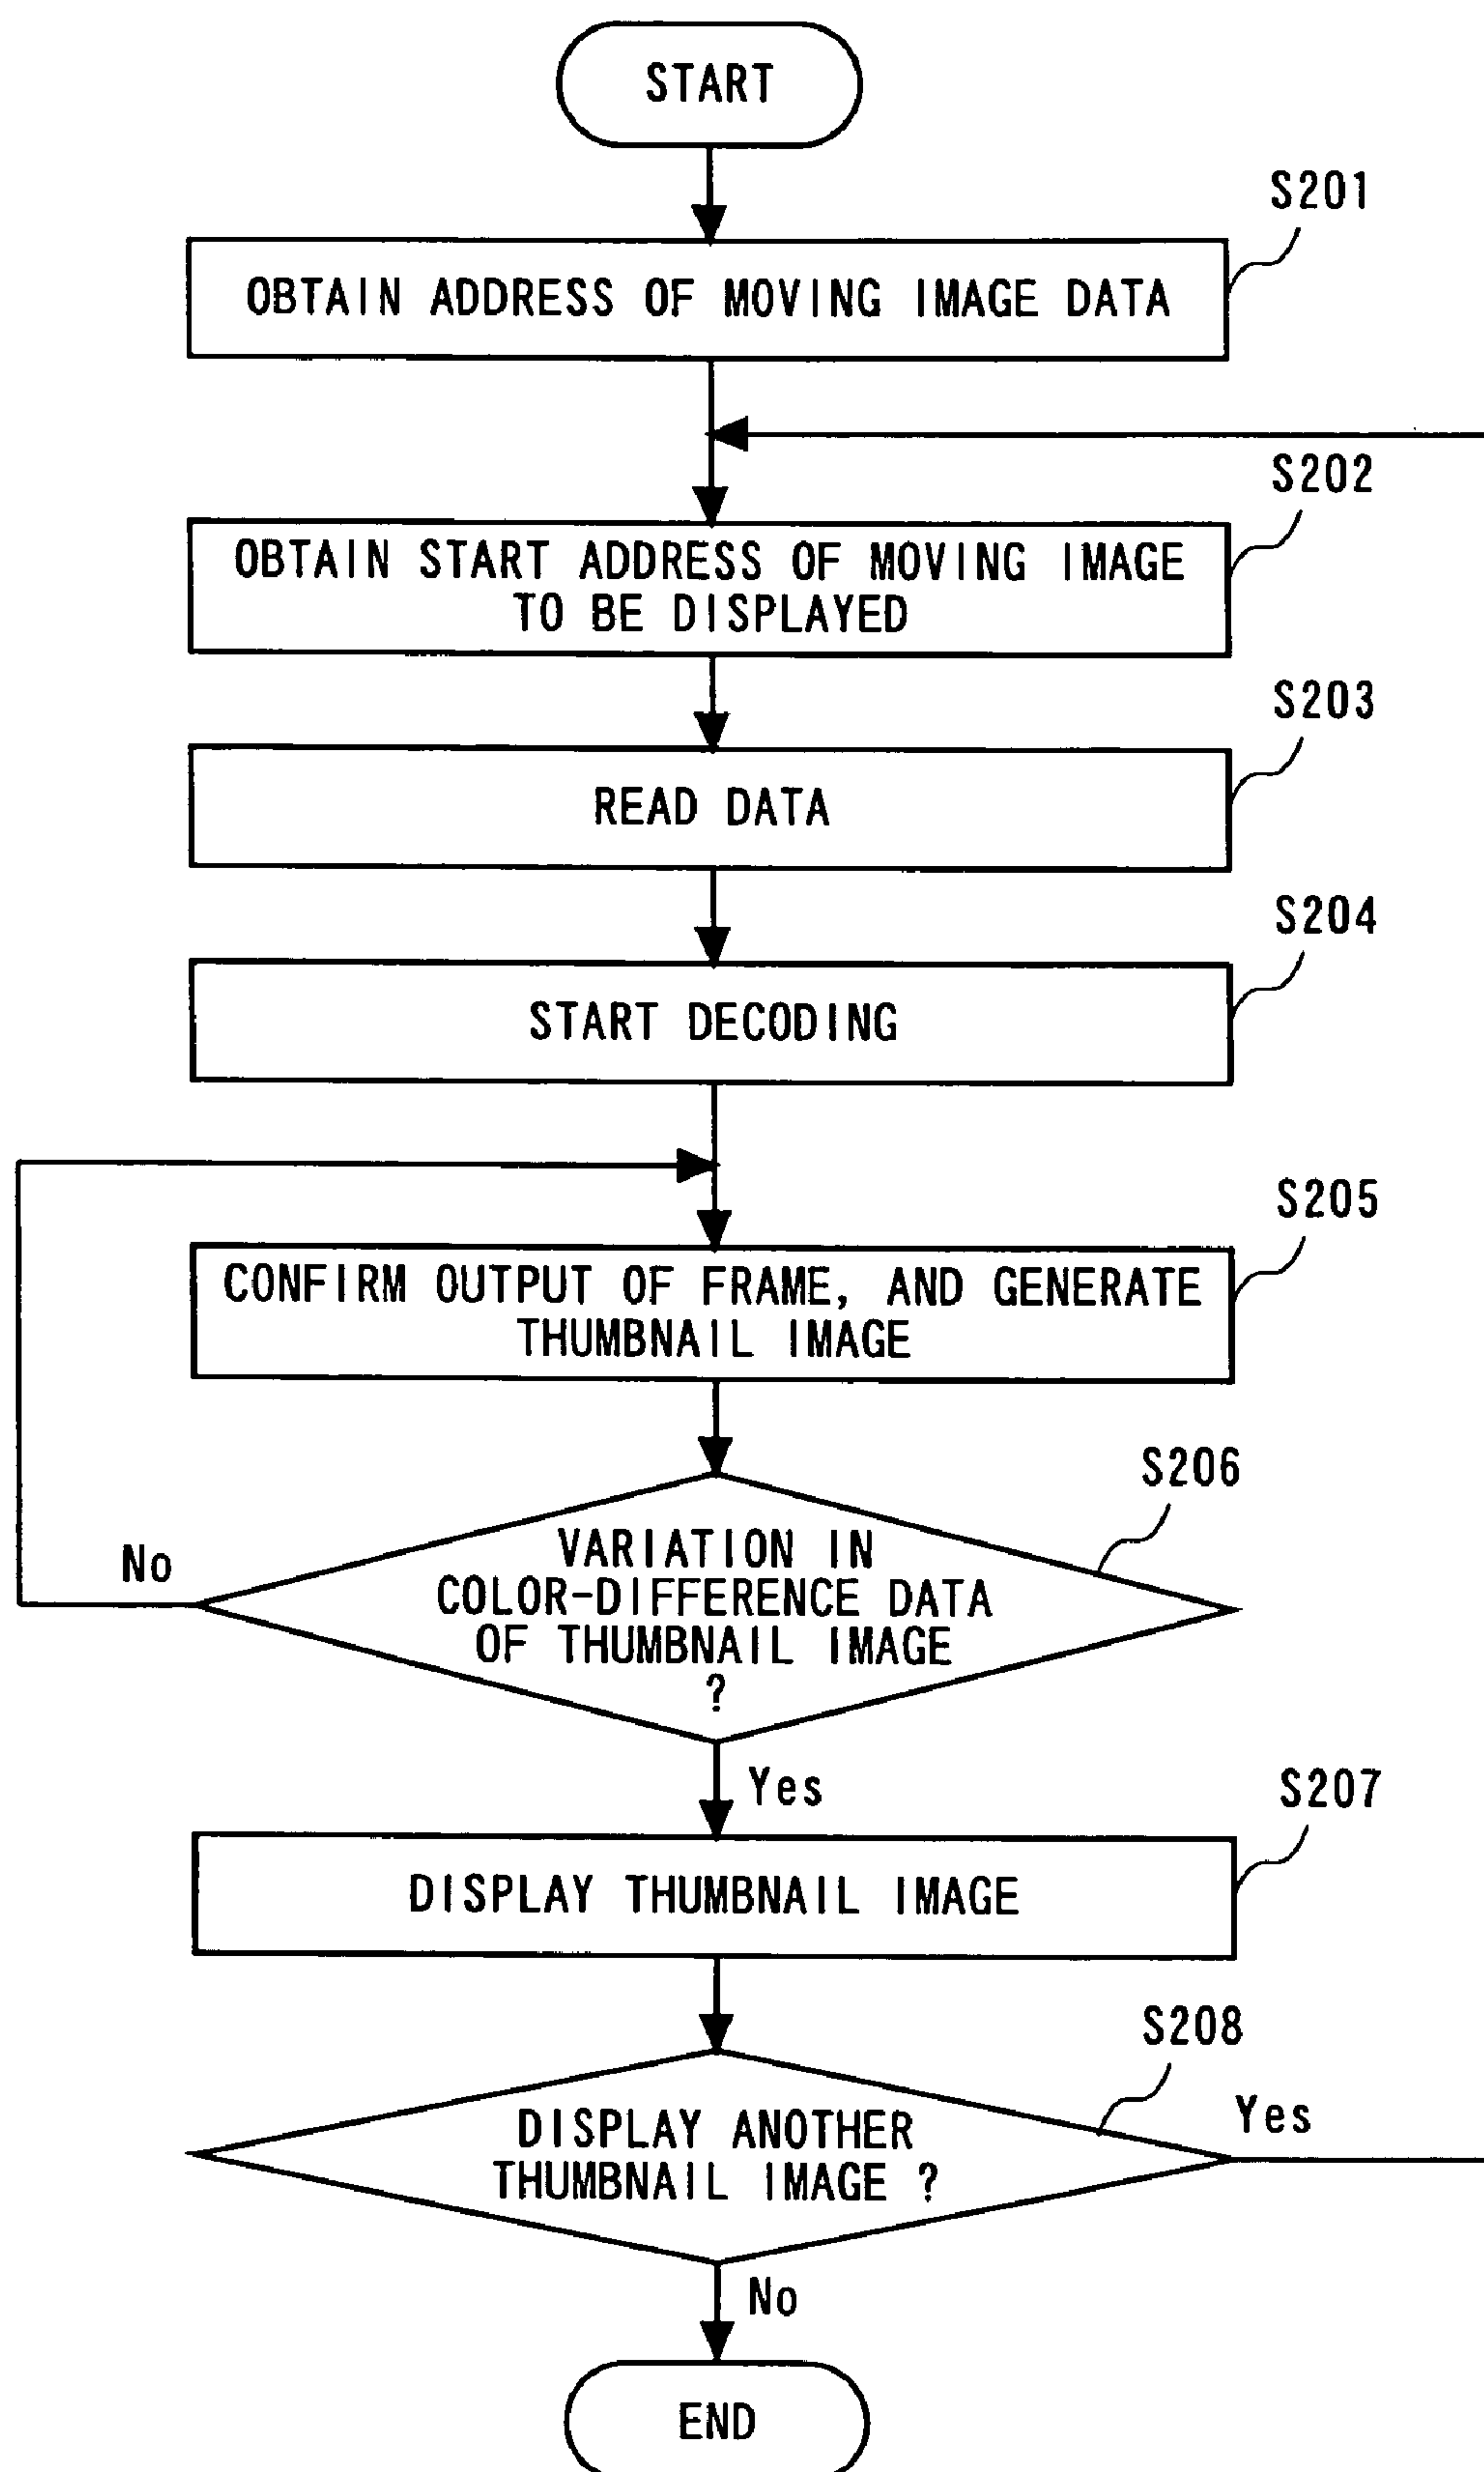 START
S201
OBTAIN ADDRESS OF MOVING IMAGE DATA
S202
OBTAIN START ADDRESS OF MOVING IMAGE
TO BE DISPLAYED
S203
READ DATA
S204
START DECODING
S205
CONFIRM OUTPUT OF FRAME, AND GENERATE
THUMBNAIL IMAGE
S206
VARIATION IN
COLOR-DIFFERENCE DATA
OF THUMBNAIL IMAGE
?
No
Yes
S207
DISPLAY THUMBNAIL IMAGE
S208
DISPLAY ANOTHER
THUMBNAIL IMAGE ?
Yes
No
END